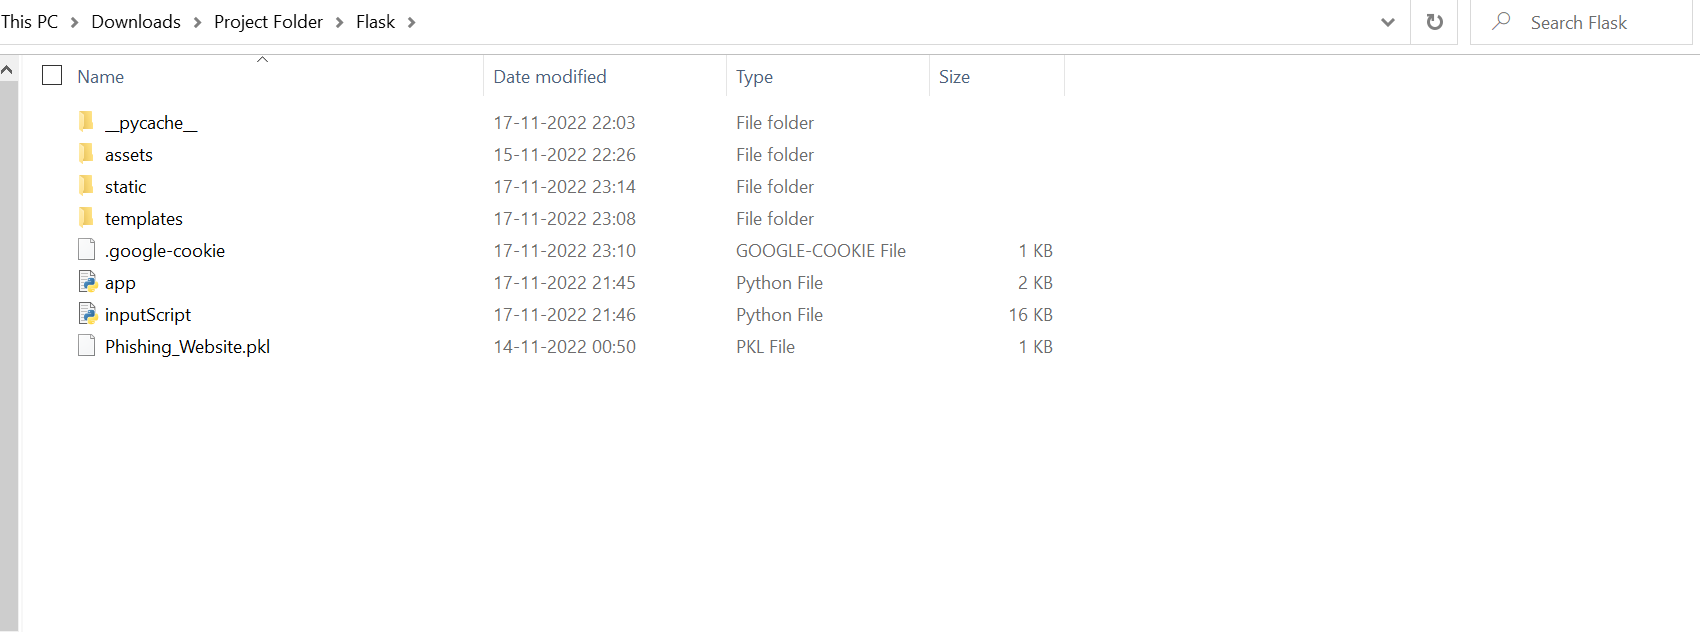 This PC > Downloads > Project Folder > Flask >
Search Flask
Name Date modified Type Size
__pycache__ 17-11-2022 22:03 File folder
assets 15-11-2022 22:26 File folder
static 17-11-2022 23:14 File folder
templates 17-11-2022 23:08 File folder
.google-cookie 17-11-2022 23:10 GOOGLE-COOKIE File 1 KB
app 17-11-2022 21:45 Python File 2 KB
inputScript 17-11-2022 21:46 Python File 16 KB
Phishing_Website.pkl 14-11-2022 00:50 PKL File 1 KB